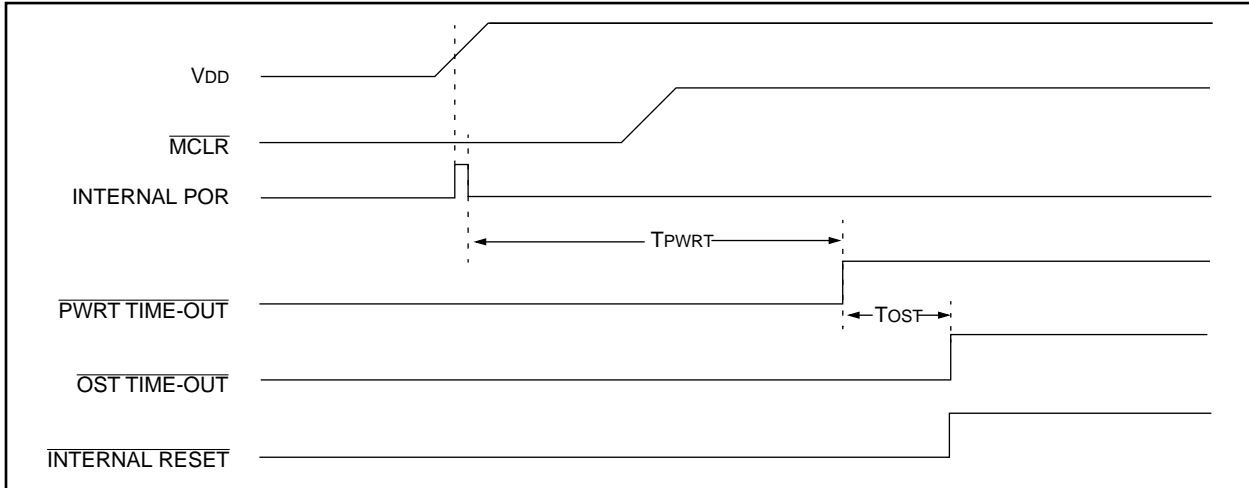 VDD
MCLR
INTERNAL POR
TPWRT
PWRT TIME-OUT
TOST
OST TIME-OUT
INTERNAL RESET